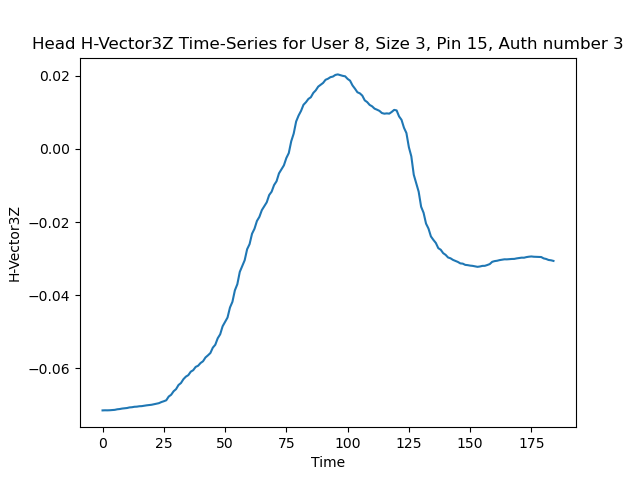 Head H-Vector3Z Time-Series for User 8, Size 3, Pin 15, Auth number 3
0.02
0.00
−0.02
−0.04
−0.06
H-Vector3Z
0 25 50 75 100 125 150 175
Time